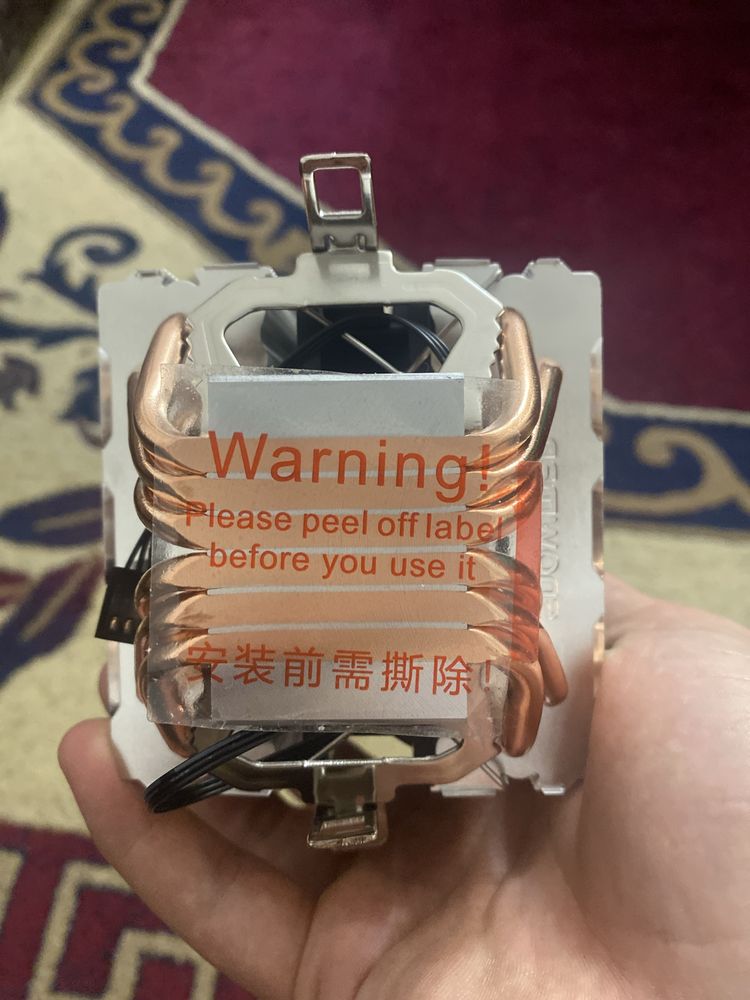 Warning!
Please peel off label
before you use it
安装前需撕除!